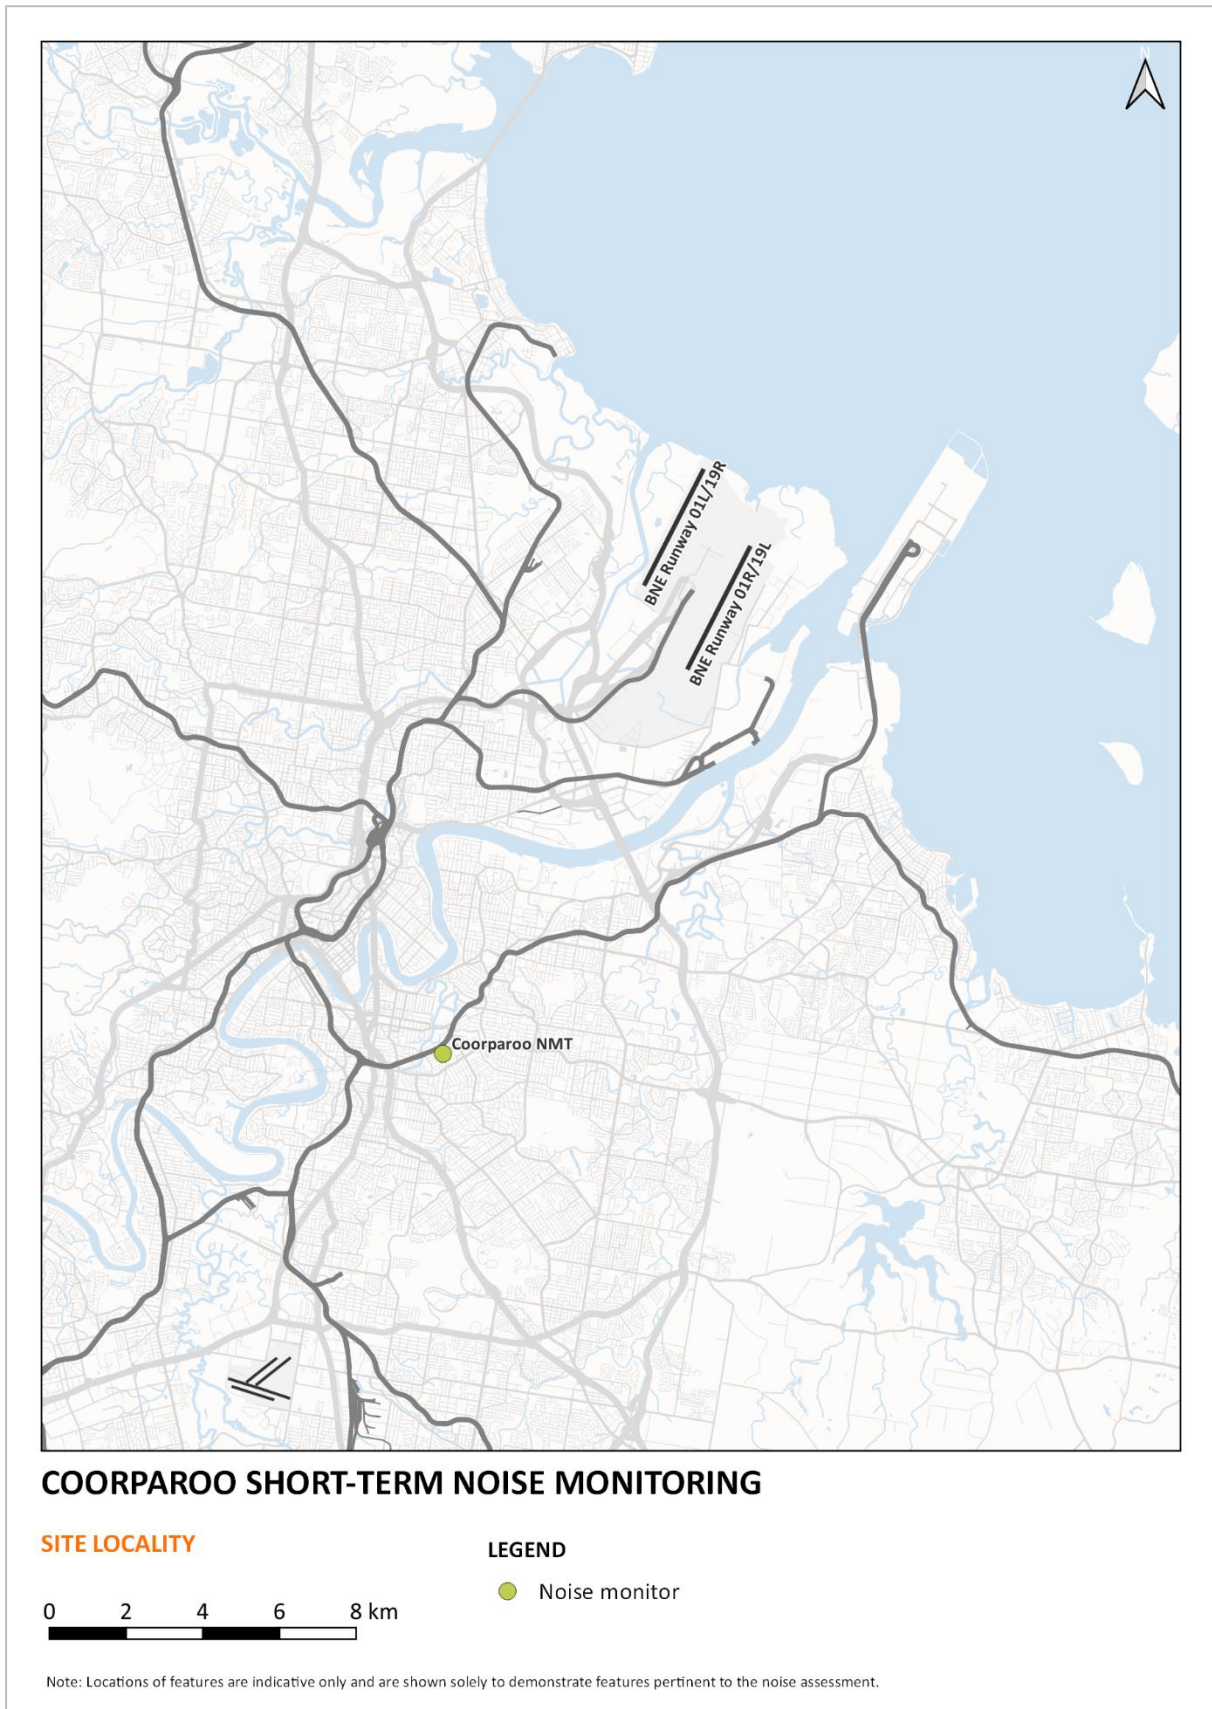 N
BNE Runway 01L/19R
BNE Runway 01R/19L
Coorparoo NMT
COORPAROO SHORT-TERM NOISE MONITORING
SITE LOCALITY
LEGEND
Noise monitor
0 2 4 6 8 km
Note: Locations of features are indicative only and are shown solely to demonstrate features pertinent to the noise assessment.